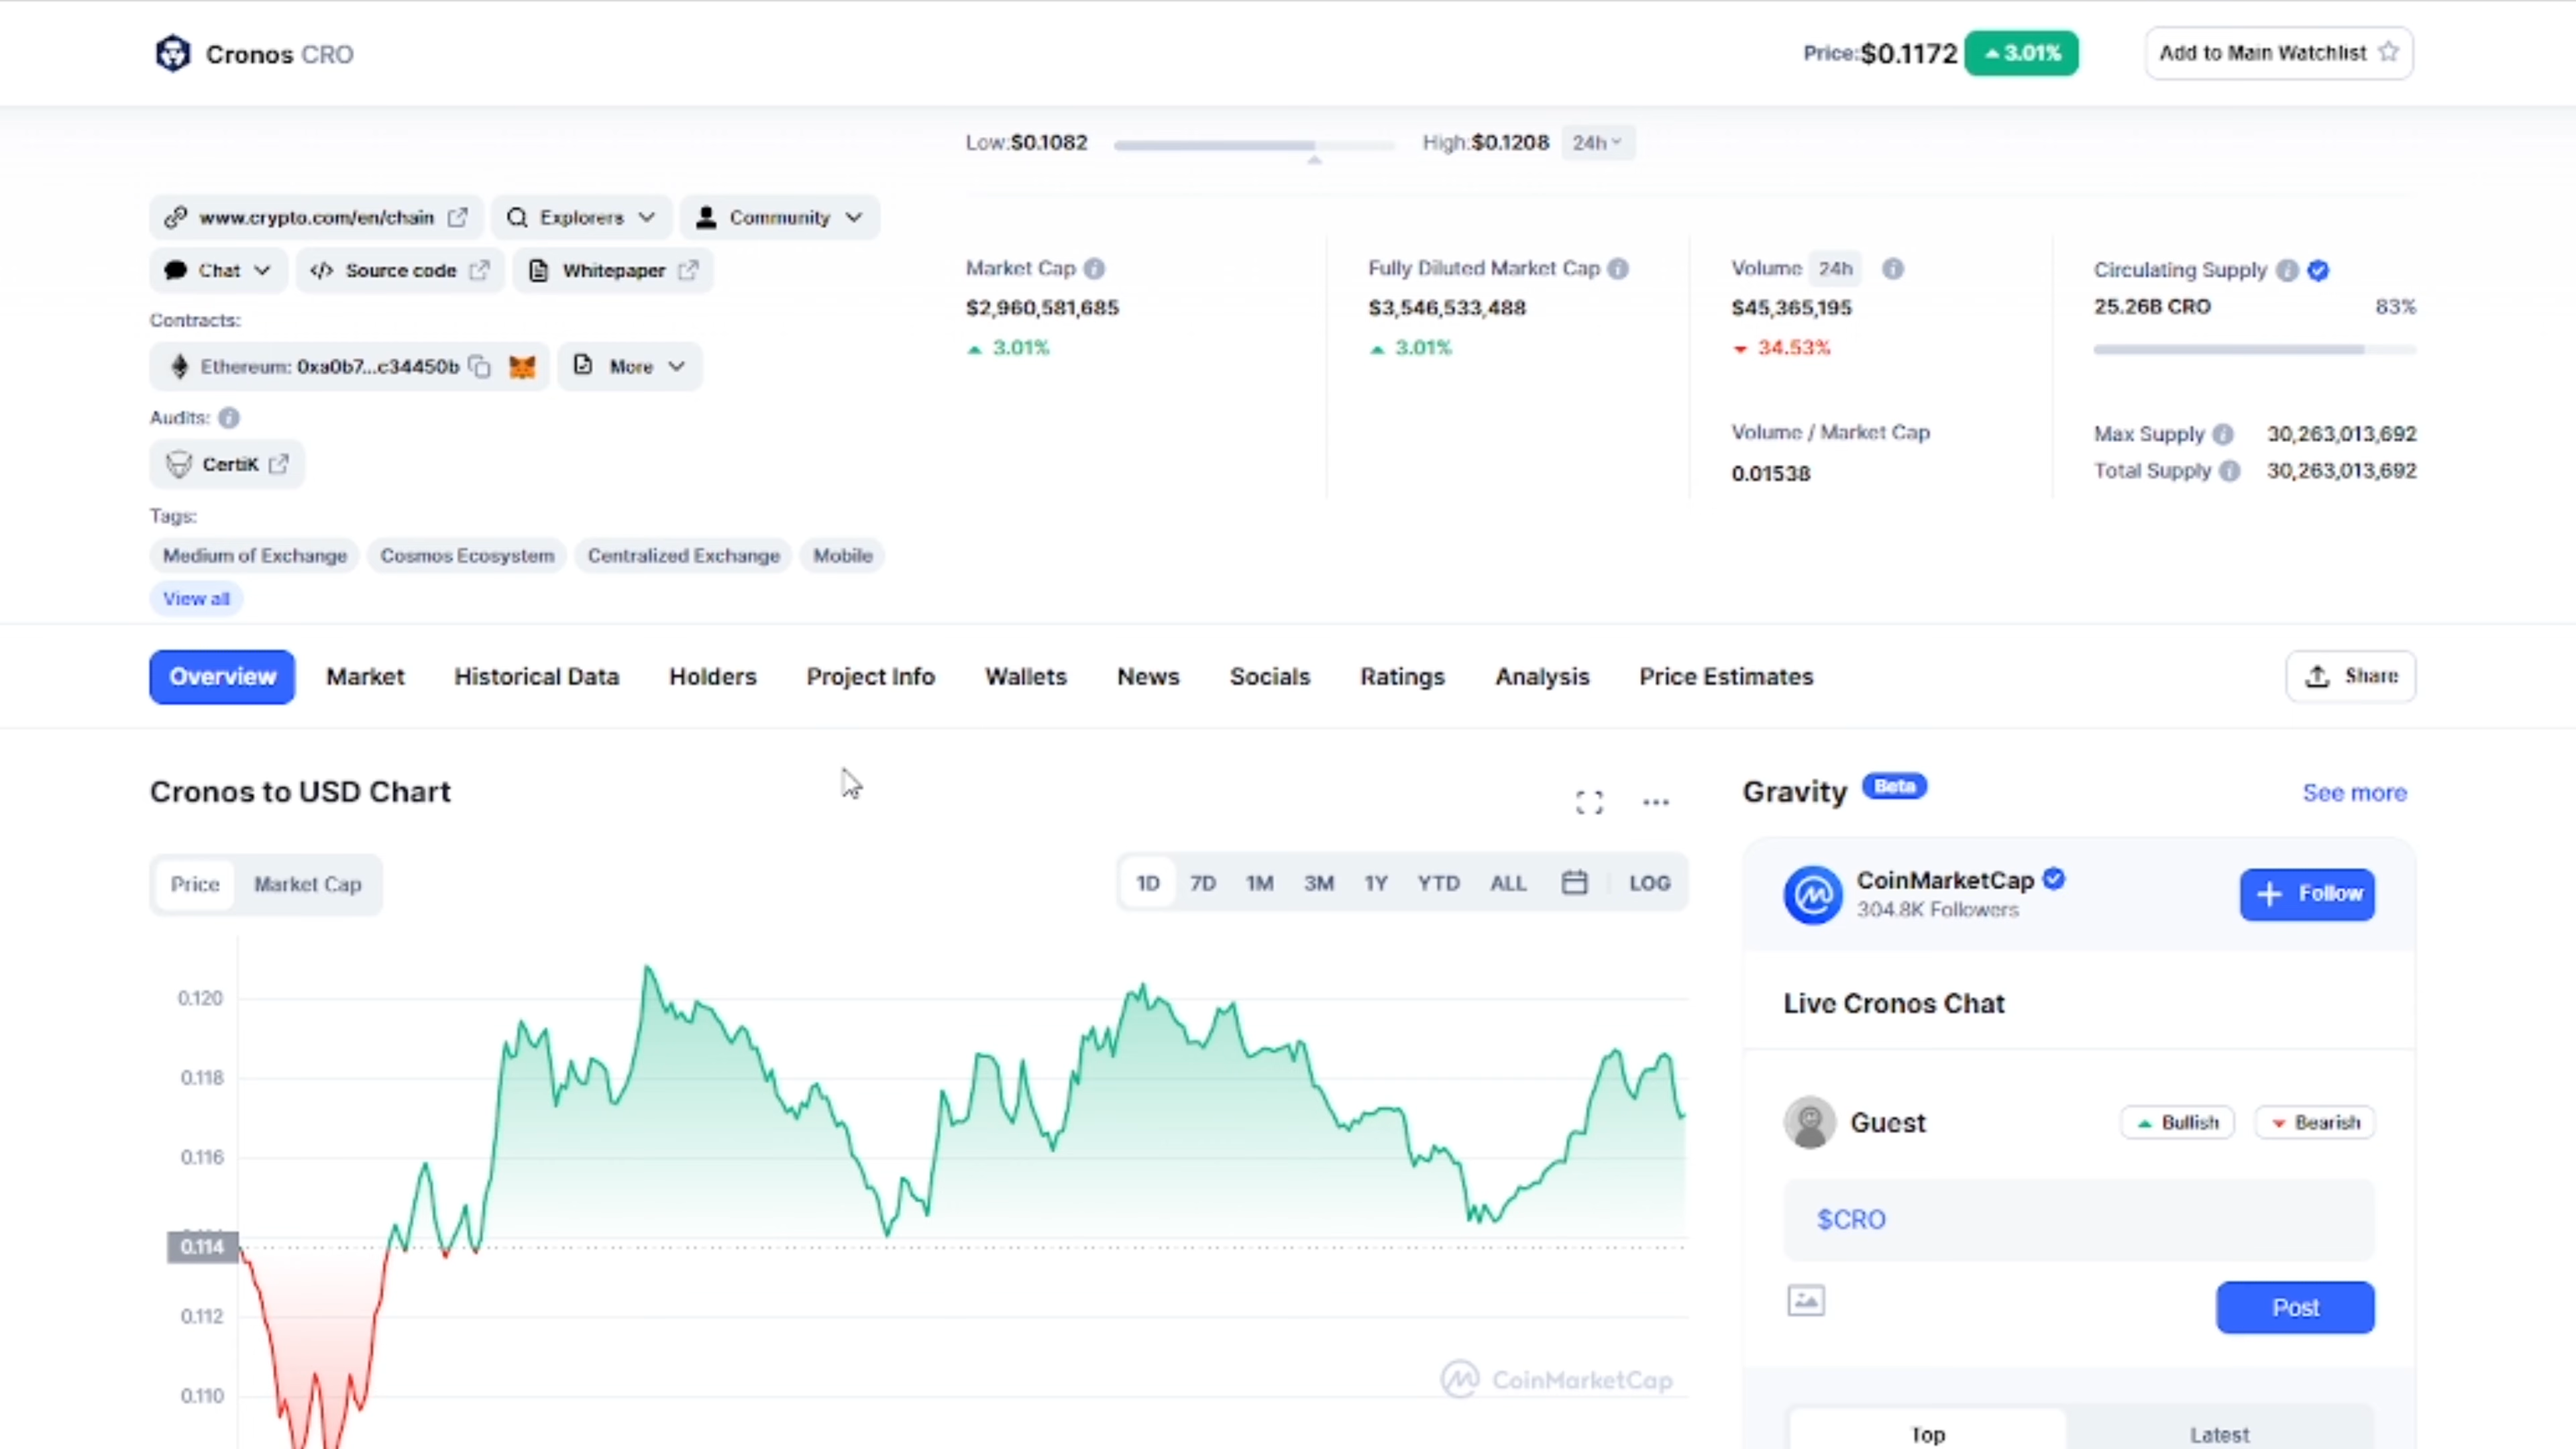 Cronos CRO
Price:$0.1172 3.01%
Add to Main Watchlist
Low:$0.1082
High:$0.1208 24h
www.crypto.com/en/chain
Explorers
Community
Chat
Source code
Whitepaper
Contracts:
Ethereum: 0xa0b7...c34450b
More
Audits:
CertiK
Tags:
Medium of Exchange
Cosmos Ecosystem
Centralized Exchange
Mobile
View all
Market Cap
$2,960,581,685
3.01%
Fully Diluted Market Cap
$3,546,533,488
3.01%
Volume 24h
$45,365,195
34.53%
Volume / Market Cap
0.01538
Circulating Supply
25.26B CRO 83%
Max Supply 30,263,013,692
Total Supply 30,263,013,692
Overview
Market
Historical Data
Holders
Project Info
Wallets
News
Socials
Ratings
Analysis
Price Estimates
Share
Cronos to USD Chart
Price
Market Cap
1D 7D 1M 3M 1Y YTD ALL LOG
0.120
0.118
0.116
0.114
0.112
0.110
CoinMarketCap
Gravity Beta
See more
CoinMarketCap
304.8K Followers
Follow
Live Cronos Chat
Guest
Bullish
Bearish
$CRO
Post
Top
Latest